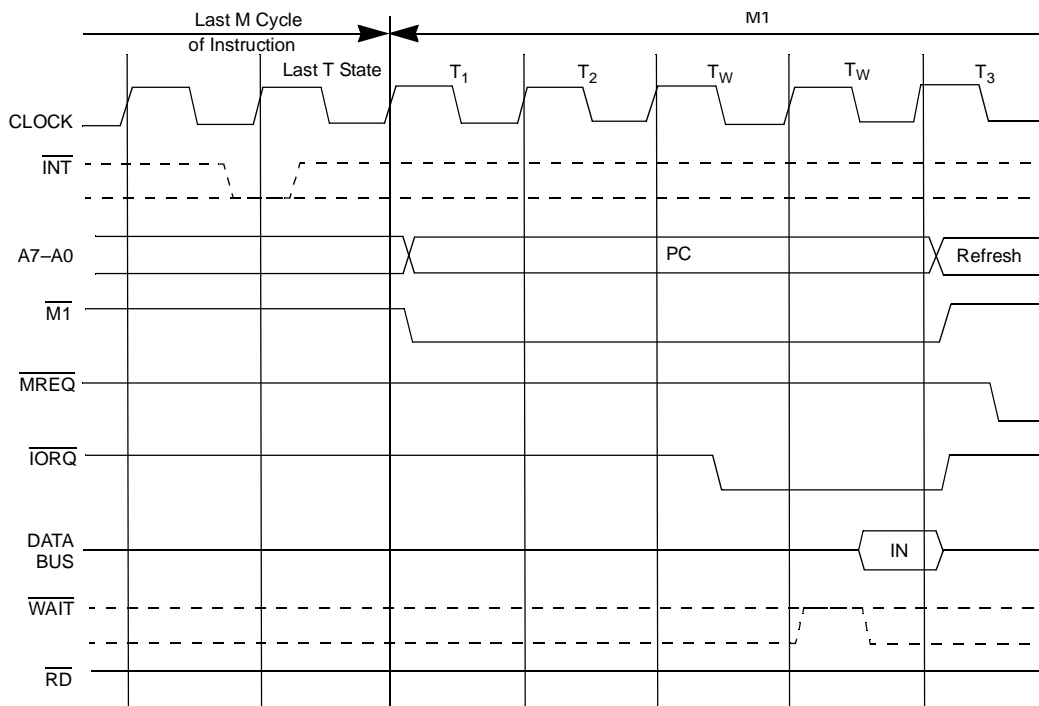 Last M Cycle
of Instruction
M1
Last T State
T1
T2
TW
TW
T3
CLOCK
INT
A7–A0
PC
Refresh
M1
MREQ
IORQ
DATA
BUS
IN
WAIT
RD